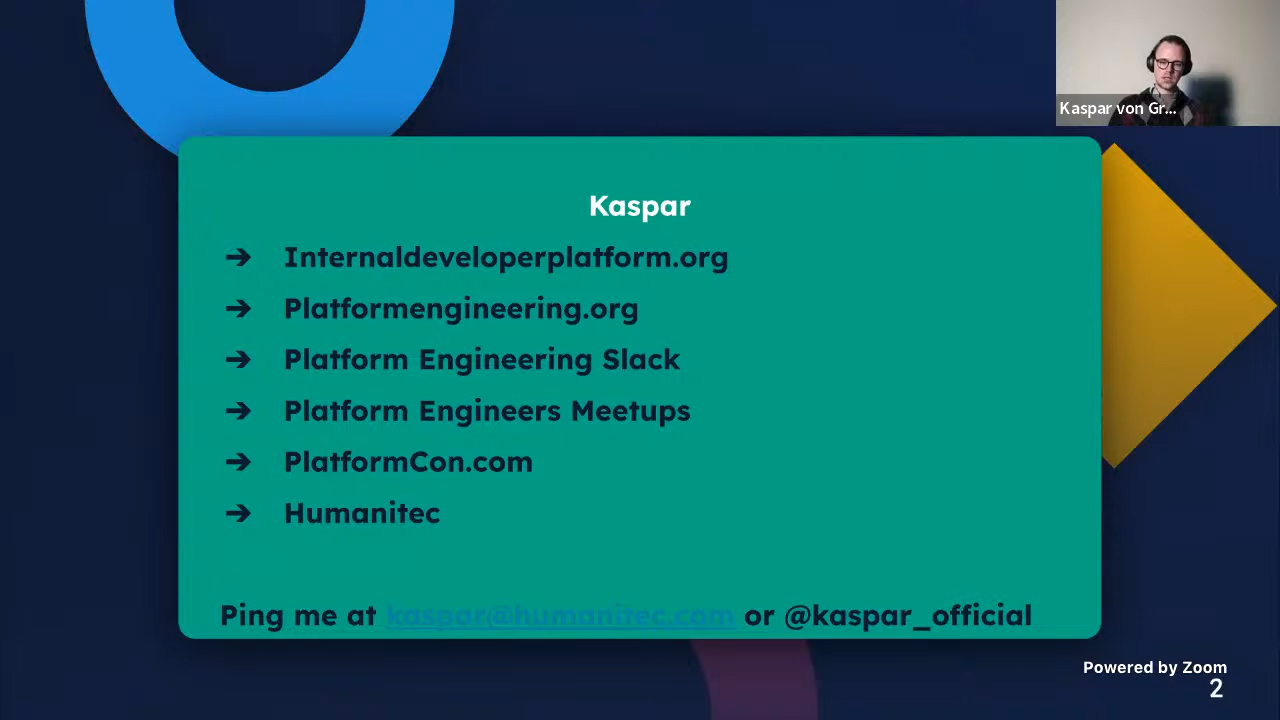 Kaspar von Gr...
Kaspar
➔ Internaldeveloperplatform.org
➔ Platformengineering.org
➔ Platform Engineering Slack
➔ Platform Engineers Meetups
➔ PlatformCon.com
➔ Humanitec
Ping me at kaspar@humanitec.com or @kaspar_official
Powered by Zoom
2